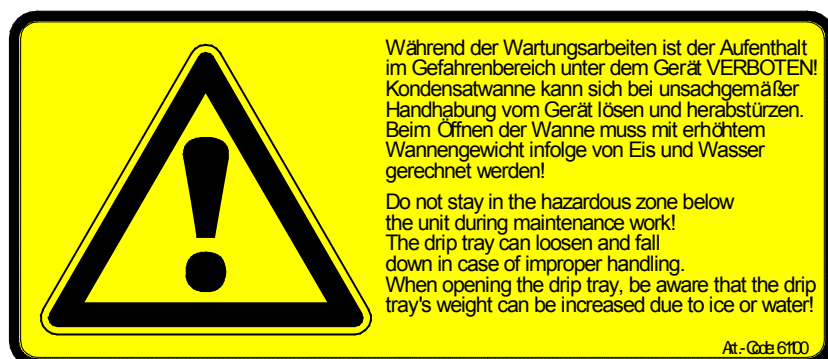 Während der Wartungsarbeiten ist der Aufenthalt
im Gefahrenbereich unter dem Gerät VERBOTEN!
Kondensatwanne kann sich bei unsachgemäßer
Handhabung vom Gerät lösen und herabstürzen.
Beim Öffnen der Wanne muss mit erhöhtem
Wannengewicht infolge von Eis und Wasser
gerechnet werden!
Do not stay in the hazardous zone below
the unit during maintenance work!
The drip tray can loosen and fall
down in case of improper handling.
When opening the drip tray, be aware that the drip
tray's weight can be increased due to ice or water!
Art.-Code: 61100